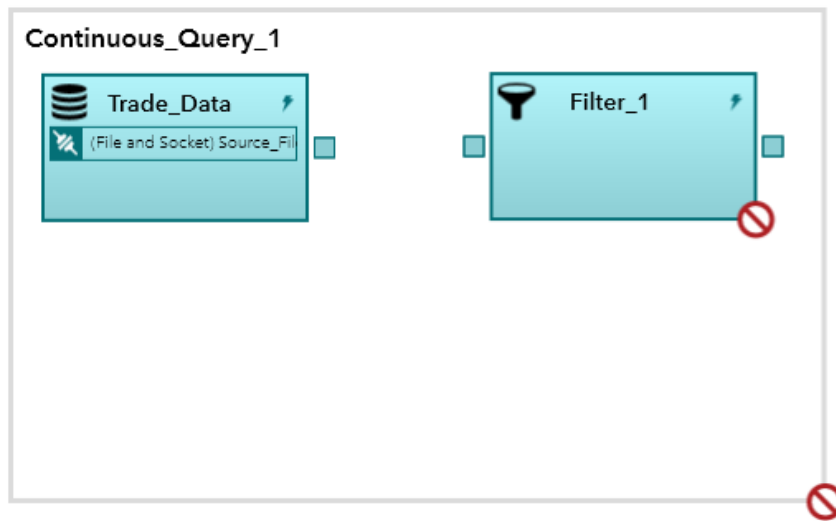 Continuous_Query_1
Trade_Data
(File and Socket) Source_Fil
Filter_1